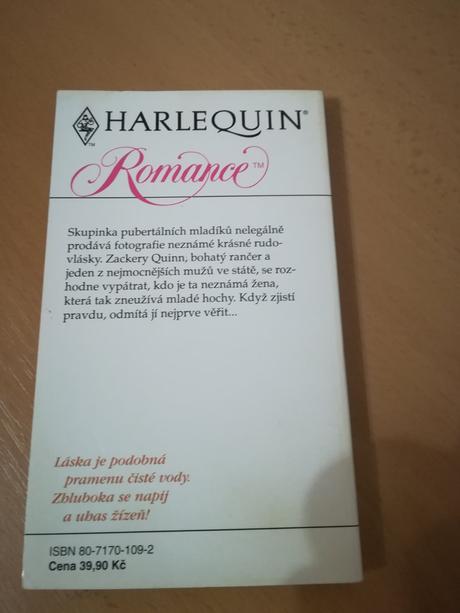 HARLEQUIN®
TM
Romance™
Skupinka pubertálních mladíků nelegálně
prodává fotografie neznámé krásné rudo-
vlásky. Zackery Quinn, bohatý rančer a
jeden z nejmocnějších mužů ve státě, se roz-
hodne vypátrat, kdo je ta neznámá žena,
která tak zneužívá mladé hochy. Když zjistí
pravdu, odmítá jí nejprve věřit...
Láska je podobná
pramenu čisté vody.
Zhluboka se napij
a uhas žízeň!
ISBN 80-7170-109-2
Cena 39,90 Kč